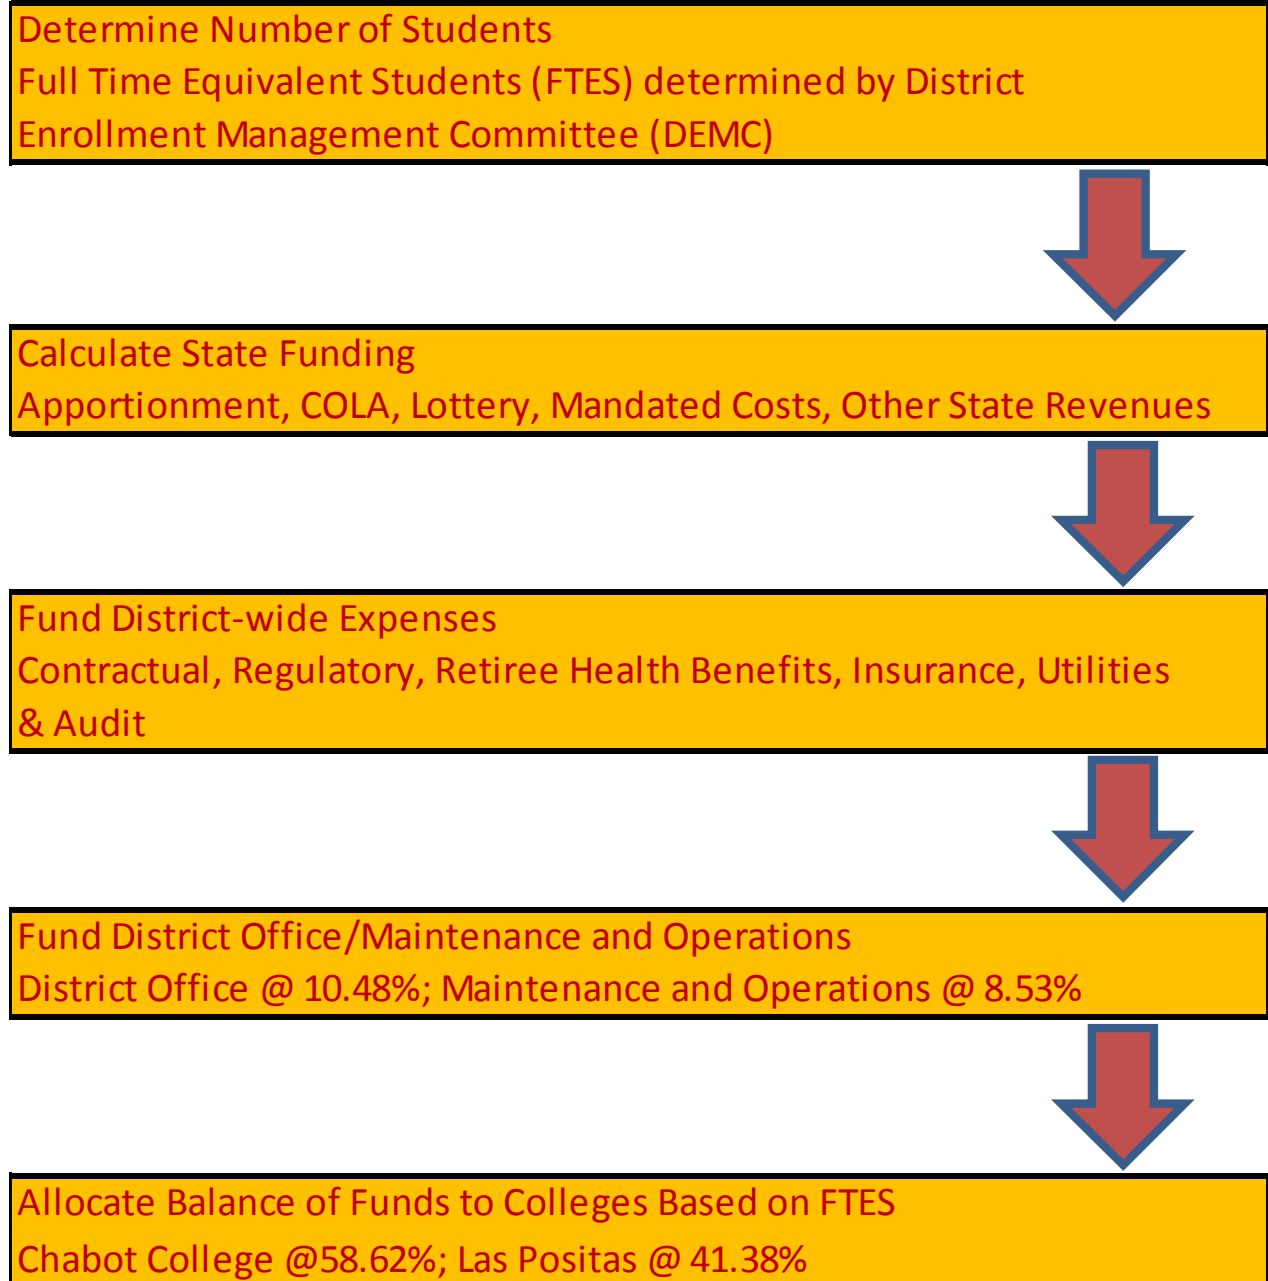 Determine Number of Students
Full Time Equivalent Students (FTES) determined by District
Enrollment Management Committee (DEMC)
Calculate State Funding
Apportionment, COLA, Lottery, Mandated Costs, Other State Revenues
Fund District-wide Expenses
Contractual, Regulatory, Retiree Health Benefits, Insurance, Utilities
& Audit
Fund District Office/Maintenance and Operations
District Office @ 10.48%; Maintenance and Operations @ 8.53%
Allocate Balance of Funds to Colleges Based on FTES
Chabot College @58.62%; Las Positas @ 41.38%